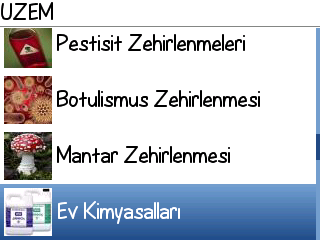 UZEM
Pestisit Zehirlenmeleri
Botulismus Zehirlenmesi
Mantar Zehirlenmesi
Ev Kimyasalları